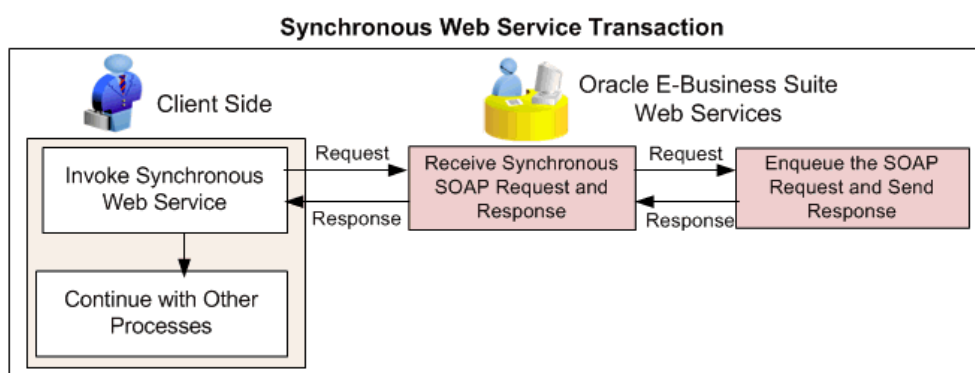 Synchronous Web Service Transaction
Client Side
Oracle E-Business Suite
Web Services
Invoke Synchronous
Web Service
Request
Response
Receive Synchronous
SOAP Request and
Response
Request
Response
Enqueue the SOAP
Request and Send
Response
Continue with Other
Processes